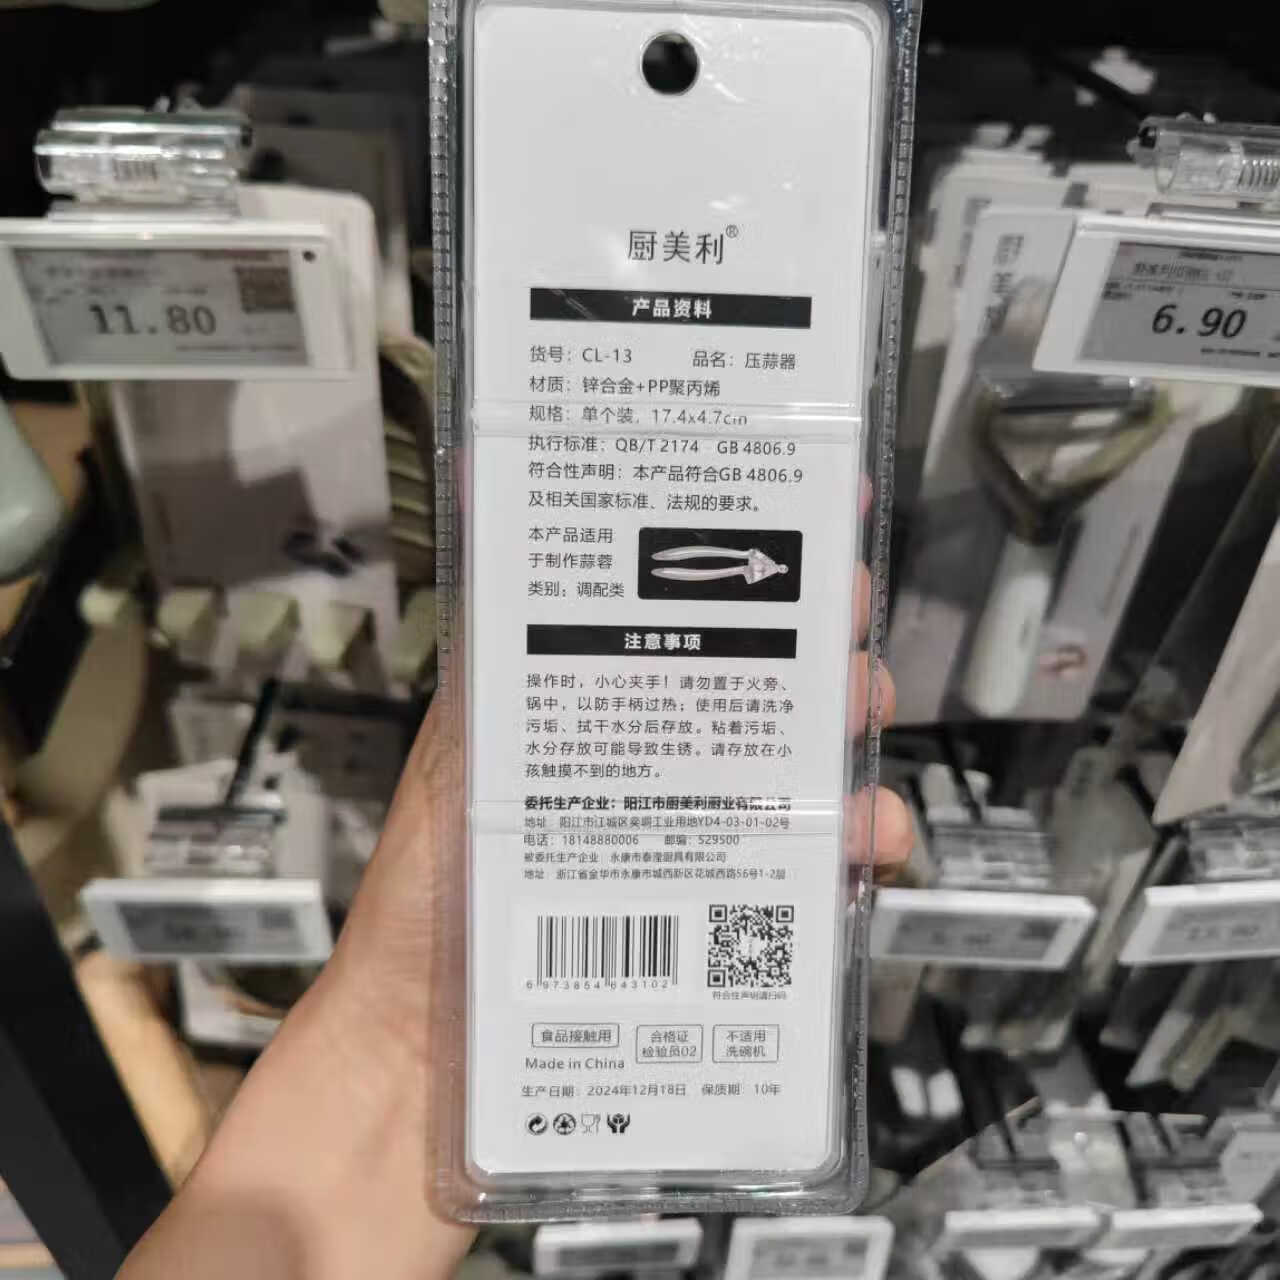 厨美利®
产品资料
货号：CL-13 品名：压蒜器
材质：锌合金+PP聚丙烯
规格：单个装，17.4x4.7cm
执行标准：QB/T 2174 GB 4806.9
符合性声明：本产品符合GB 4806.9
及相关国家标准、法规的要求。
本产品适用
于制作蒜蓉
类别：调配类
注意事项
操作时，小心夹手！请勿置于火旁、
锅中，以防手柄过热；使用后请洗净
污垢、拭干水分后存放。粘着污垢、
水分存放可能导致生锈。请存放在小
孩触摸不到的地方。
委托生产企业：阳江市厨美利厨业有限公司
地址：阳江市江城区奕垌工业用地YD4-03-01-02号
电话：18148880006 邮编：529500
被委托生产企业 永康市泰滢厨具有限公司
地址：浙江省金华市永康市城西新区花城西路56号1-2层
6 973854 643102
符合性声明请扫码
食品接触用
合格证
检验员02
不适用
洗碗机
Made in China
生产日期：2024年12月18日 保质期：10年
11.80
6.90
厨美